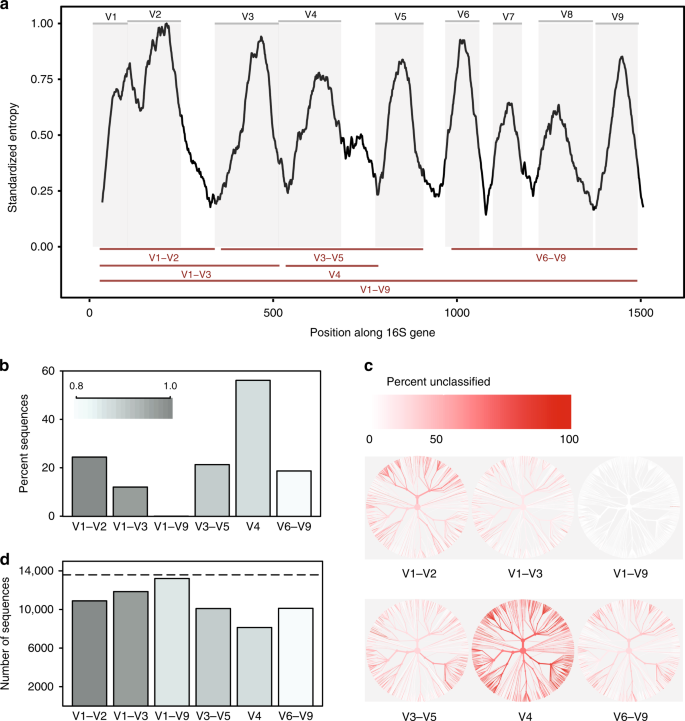 a
V1 V2 V3 V4 V5 V6 V7 V8 V9
1.00
0.75
0.50
0.25
0.00
Standardized entropy
V1–V2 V3–V5 V6–V9
V1–V3 V4
V1–V9
0 500 1000 1500
Position along 16S gene
b
60
40
20
0
Percent sequences
0.8 1.0
V1–V2 V1–V3 V1–V9 V3–V5 V4 V6–V9
c
Percent unclassified
0 50 100
V1–V2 V1–V3 V1–V9
V3–V5 V4 V6–V9
d
14,000
10,000
6000
2000
Number of sequences
V1–V2 V1–V3 V1–V9 V3–V5 V4 V6–V9